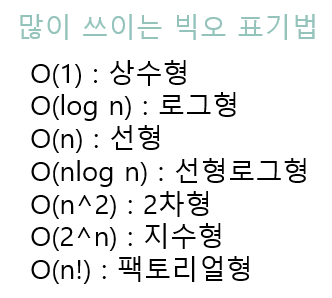 많이 쓰이는 빅오 표기법
O(1) : 상수형
O(log n) : 로그형
O(n) : 선형
O(nlog n) : 선형로그형
O(n^2) : 2차형
O(2^n) : 지수형
O(n!) : 팩토리얼형